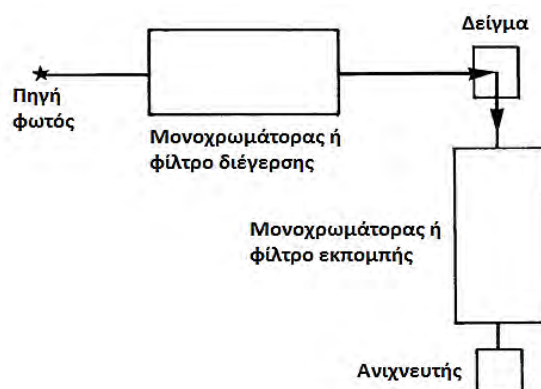 Δείγμα
Πηγή
φωτός
Μονοχρωμάτορας ή
φίλτρο διέγερσης
Μονοχρωμάτορας ή
φίλτρο εκπομπής
Ανιχνευτής